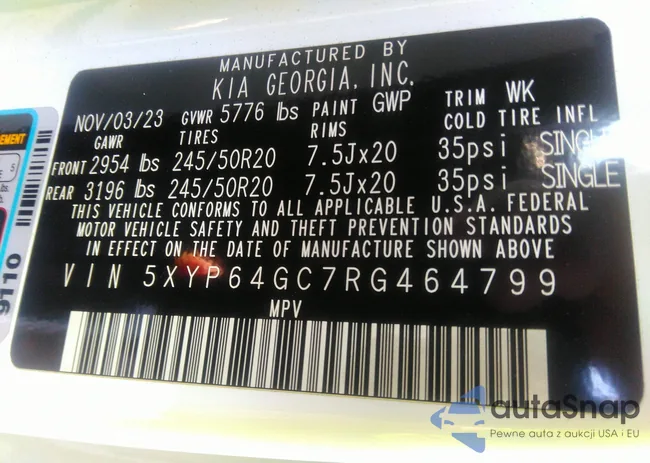 MANUFACTURED BY
KIA GEORGIA, INC.
NOV/03/23 GVWR 5776 lbs PAINT GWP TRIM WK
GAWR TIRES RIMS COLD TIRE INFL
FRONT 2954 lbs 245/50R20 7.5Jx20 35psi SINGLE
REAR 3196 lbs 245/50R20 7.5Jx20 35psi SINGLE
THIS VEHICLE CONFORMS TO ALL APPLICABLE U.S.A. FEDERAL
MOTOR VEHICLE SAFETY AND THEFT PREVENTION STANDARDS
IN EFFECT ON THE DATE OF MANUFACTURE SHOWN ABOVE
VIN 5XYP64GC7RG464799
MPV
9110
autaSnap
Pewne auta z aukcji USA i EU